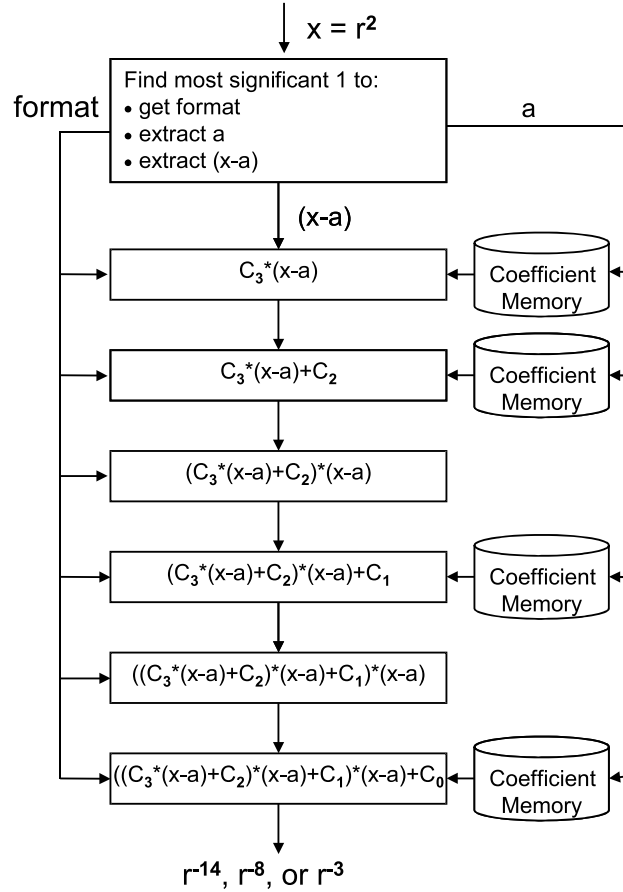 x = r²
Find most significant 1 to:
• get format
• extract a
• extract (x-a)
format
a
(x-a)
C₃*(x-a)
Coefficient
Memory
C₃*(x-a)+C₂
Coefficient
Memory
(C₃*(x-a)+C₂)*(x-a)
(C₃*(x-a)+C₂)*(x-a)+C₁
Coefficient
Memory
((C₃*(x-a)+C₂)*(x-a)+C₁)*(x-a)
((C₃*(x-a)+C₂)*(x-a)+C₁)*(x-a)+C₀
Coefficient
Memory
r⁻¹⁴, r⁻⁸, or r⁻³